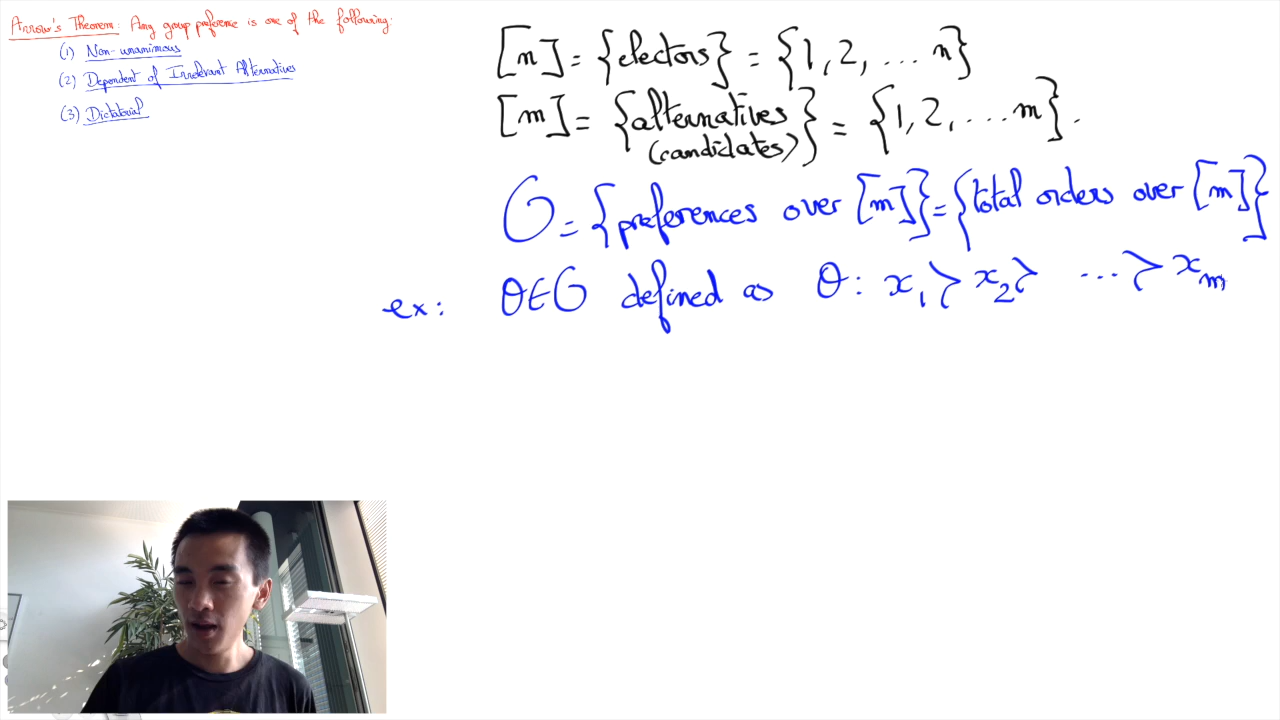 Arrow's Theorem: Any group preference is one of the following:
(1) Non-unanimous
(2) Dependent of Irrelevant Alternatives
(3) Dictatorial
[n] = {electors} = {1, 2, ... n}
[m] = {alternatives (candidates)} = {1, 2, ... m}.
Θ = {preferences over [m]} = {total orders over [m]}
ex: θ ∈ Θ defined as θ: x₁ ≻ x₂ ≻ ... ≻ xₘ